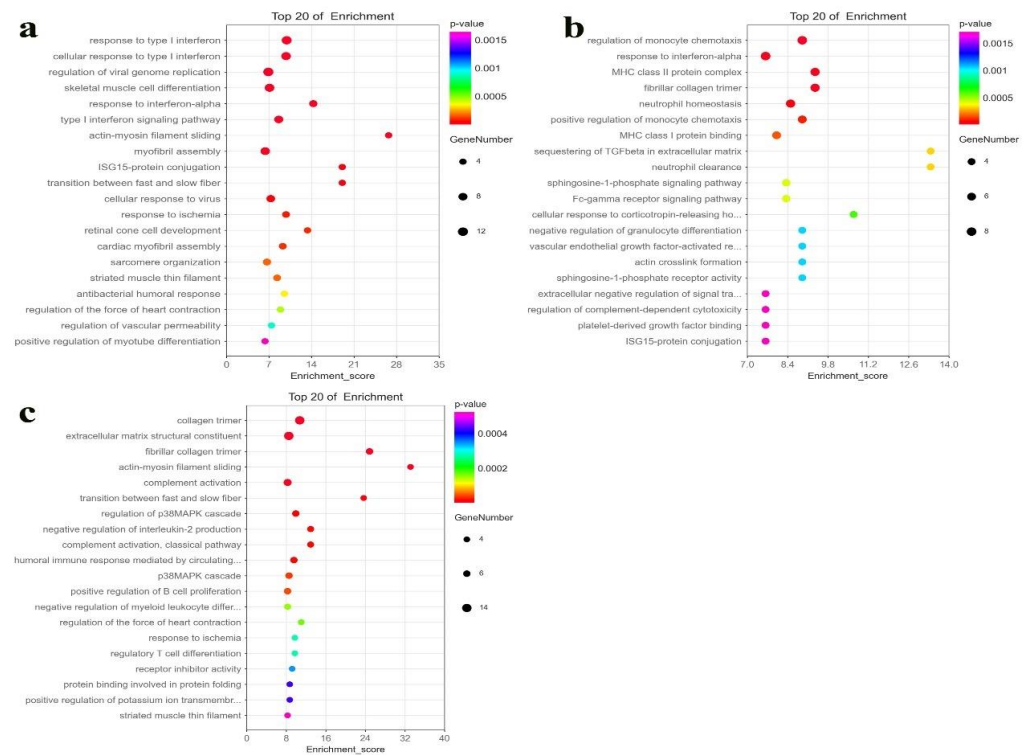 a
Top 20 of Enrichment
response to type I interferon
cellular response to type I interferon
regulation of viral genome replication
skeletal muscle cell differentiation
response to interferon-alpha
type I interferon signaling pathway
actin-myosin filament sliding
myofibril assembly
ISG15-protein conjugation
transition between fast and slow fiber
cellular response to virus
response to ischemia
retinal cone cell development
cardiac myofibril assembly
sarcomere organization
striated muscle thin filament
antibacterial humoral response
regulation of the force of heart contraction
regulation of vascular permeability
positive regulation of myotube differentiation
0 7 14 21 28 35
Enrichment_score
p-value
0.0015
0.001
0.0005
GeneNumber
4
8
12
b
Top 20 of Enrichment
regulation of monocyte chemotaxis
response to interferon-alpha
MHC class II protein complex
fibrillar collagen trimer
neutrophil homeostasis
positive regulation of monocyte chemotaxis
MHC class I protein binding
sequestering of TGFbeta in extracellular matrix
neutrophil clearance
sphingosine-1-phosphate signaling pathway
Fc-gamma receptor signaling pathway
cellular response to corticotropin-releasing ho...
negative regulation of granulocyte differentiation
vascular endothelial growth factor-activated re...
actin crosslink formation
sphingosine-1-phosphate receptor activity
extracellular negative regulation of signal tra...
regulation of complement-dependent cytotoxicity
platelet-derived growth factor binding
ISG15-protein conjugation
7.0 8.4 9.8 11.2 12.6 14.0
Enrichment_score
p-value
0.0015
0.001
0.0005
GeneNumber
4
6
8
c
Top 20 of Enrichment
collagen trimer
extracellular matrix structural constituent
fibrillar collagen trimer
actin-myosin filament sliding
complement activation
transition between fast and slow fiber
regulation of p38MAPK cascade
negative regulation of interleukin-2 production
complement activation, classical pathway
humoral immune response mediated by circulating...
p38MAPK cascade
positive regulation of B cell proliferation
negative regulation of myeloid leukocyte differ...
regulation of the force of heart contraction
response to ischemia
regulatory T cell differentiation
receptor inhibitor activity
protein binding involved in protein folding
positive regulation of potassium ion transmembr...
striated muscle thin filament
0 8 16 24 32 40
Enrichment_score
p-value
0.0004
0.0002
GeneNumber
4
6
14